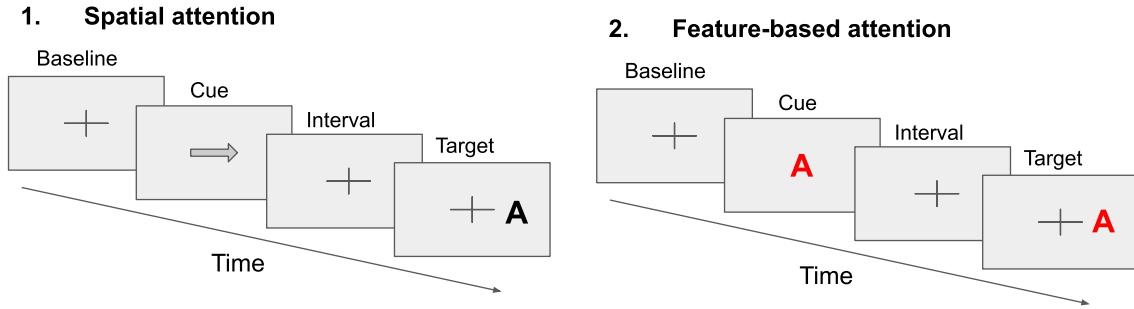 1. Spatial attention
Baseline
Cue
Interval
Target
A
Time
2. Feature-based attention
Baseline
Cue
A
Interval
Target
A
Time